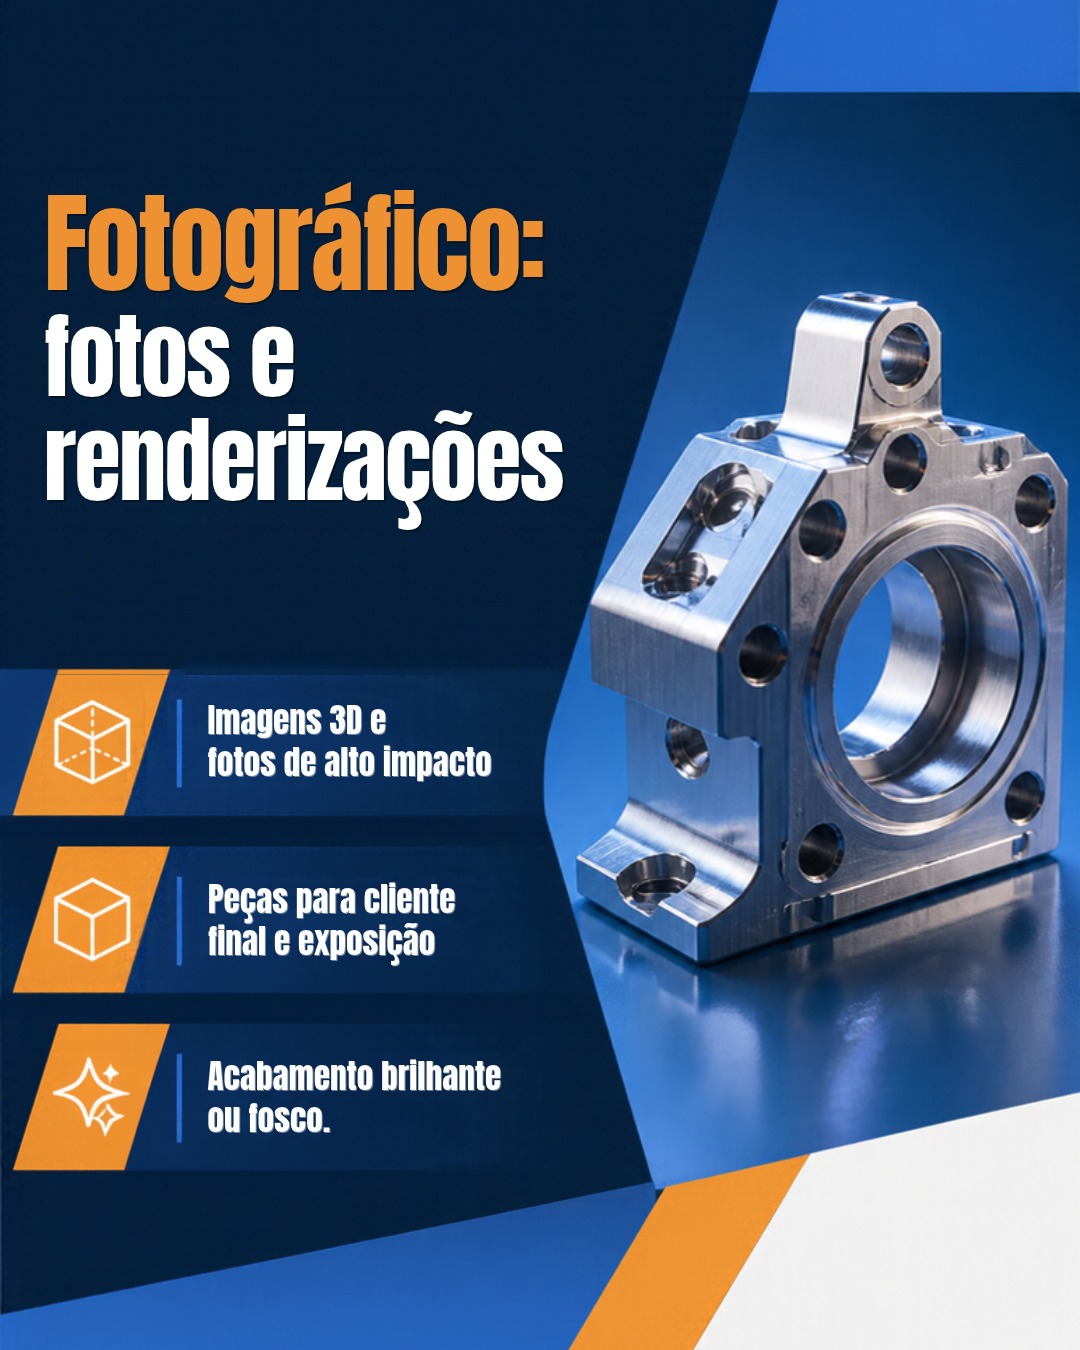 Fotográfico:
fotos e
renderizações
Imagens 3D e
fotos de alto impacto
Peças para cliente
final e exposição
Acabamento brilhante
ou fosco.